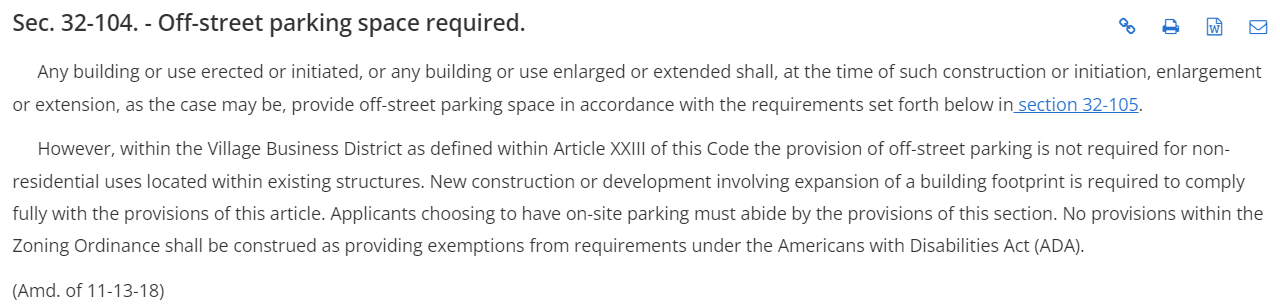 Sec. 32-104. - Off-street parking space required.
Any building or use erected or initiated, or any building or use enlarged or extended shall, at the time of such construction or initiation, enlargement
or extension, as the case may be, provide off-street parking space in accordance with the requirements set forth below in section 32-105.
However, within the Village Business District as defined within Article XXIII of this Code the provision of off-street parking is not required for non-
residential uses located within existing structures. New construction or development involving expansion of a building footprint is required to comply
fully with the provisions of this article. Applicants choosing to have on-site parking must abide by the provisions of this section. No provisions within the
Zoning Ordinance shall be construed as providing exemptions from requirements under the Americans with Disabilities Act (ADA).
(Amd. of 11-13-18)